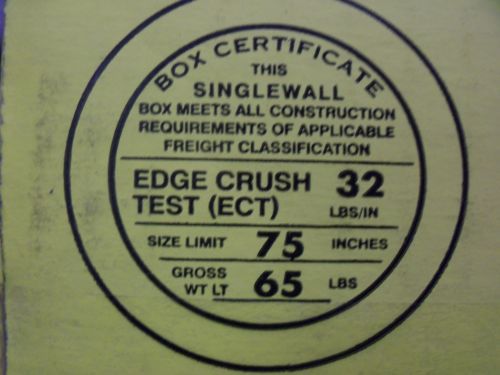 BOX CERTIFICATE
THIS
SINGLEWALL
BOX MEETS ALL CONSTRUCTION
REQUIREMENTS OF APPLICABLE
FREIGHT CLASSIFICATION
EDGE CRUSH
TEST (ECT)
32
LBS/IN
SIZE LIMIT 75 INCHES
GROSS
WT LT
65 LBS